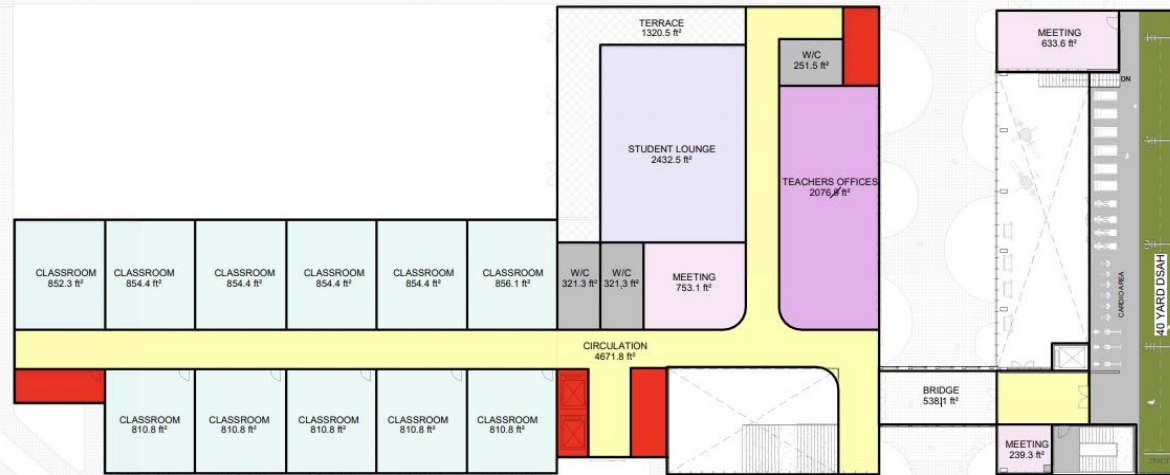 TERRACE
1320.5 ft²
W/C
251.5 ft²
MEETING
633.6 ft²
DN
STUDENT LOUNGE
2432.5 ft²
TEACHERS OFFICES
2076.8 ft²
CLASSROOM
852.3 ft²
CLASSROOM
854.4 ft²
CLASSROOM
854.4 ft²
CLASSROOM
854.4 ft²
CLASSROOM
854.4 ft²
CLASSROOM
856.1 ft²
W/C
321.3 ft²
W/C
321.3 ft²
MEETING
753.1 ft²
CARDIO AREA
40 YARD DSAH
CIRCULATION
4671.8 ft²
BRIDGE
538.1 ft²
CLASSROOM
810.8 ft²
CLASSROOM
810.8 ft²
CLASSROOM
810.8 ft²
CLASSROOM
810.8 ft²
CLASSROOM
810.8 ft²
MEETING
239.3 ft²